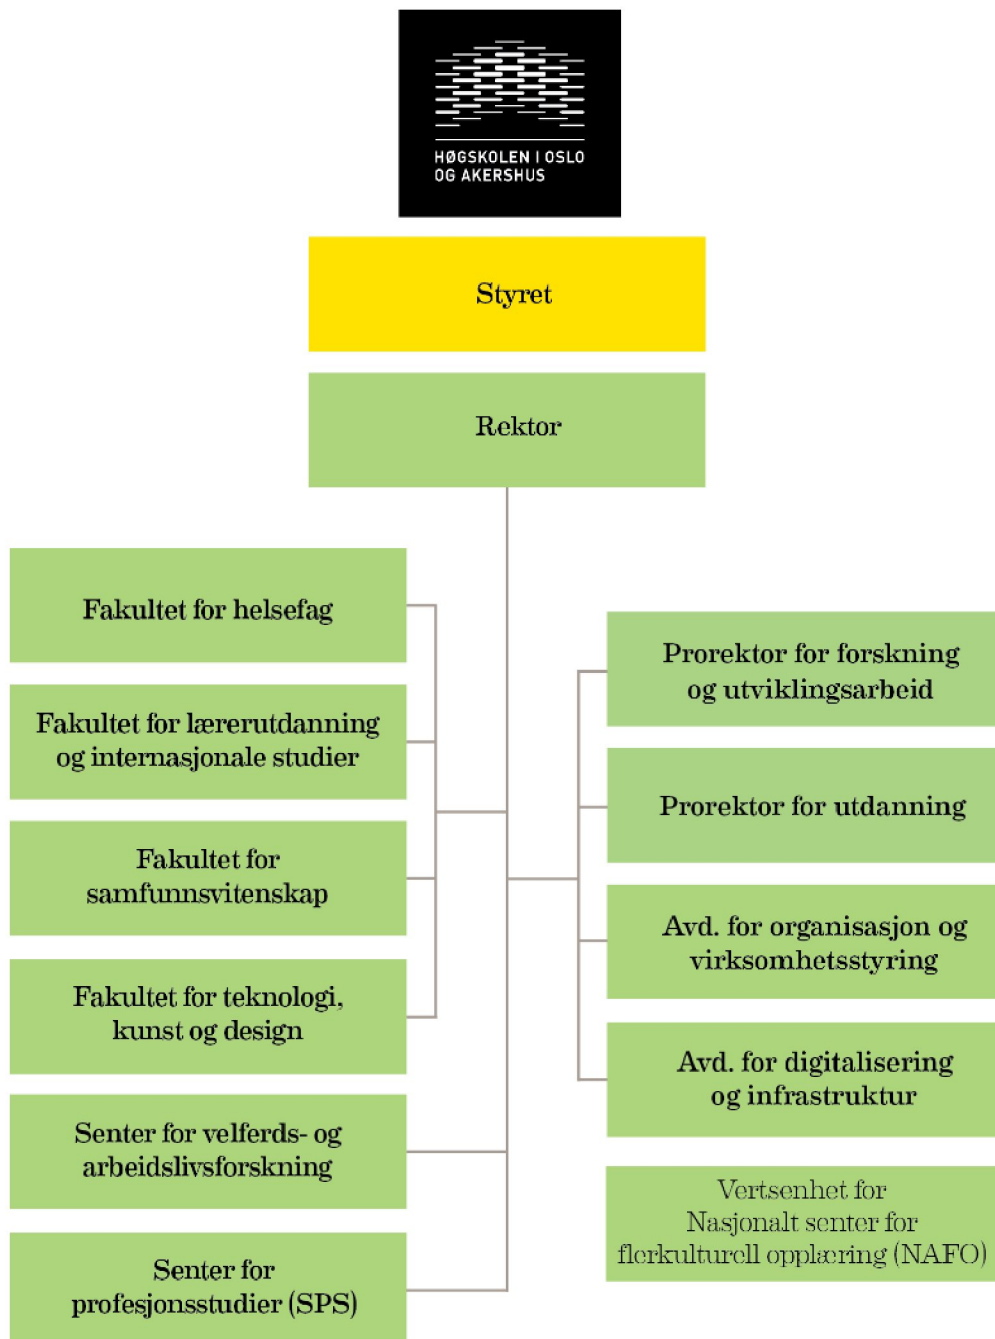 HØGSKOLEN I OSLO
OG AKERSHUS
Styret
Rektor
Fakultet for helsefag
Fakultet for lærerutdanning
og internasjonale studier
Fakultet for
samfunnsvitenskap
Fakultet for teknologi,
kunst og design
Senter for velferds- og
arbeidslivsforskning
Senter for
profesjonsstudier (SPS)
Prorektor for forskning
og utviklingsarbeid
Prorektor for utdanning
Avd. for organisasjon og
virksomhetsstyring
Avd. for digitalisering
og infrastruktur
Vertsenhet for
Nasjonalt senter for
flerkulturell opplæring (NAFO)